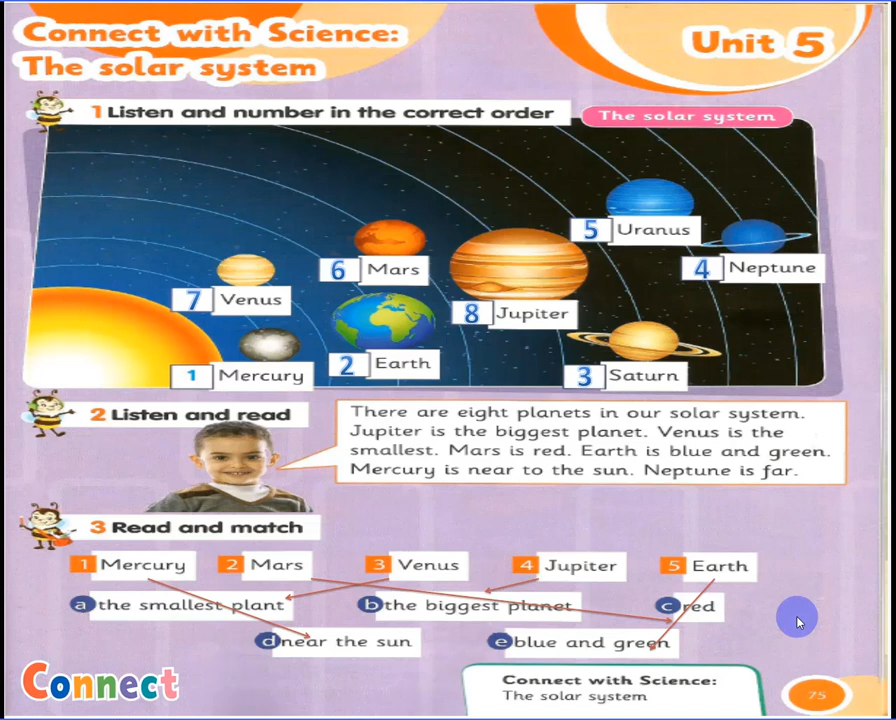 Connect with Science:
The solar system
Unit 5
1 Listen and number in the correct order
The solar system
5 Uranus
6 Mars
4 Neptune
7 Venus
8 Jupiter
2 Earth
1 Mercury
3 Saturn
2 Listen and read
There are eight planets in our solar system.
Jupiter is the biggest planet. Venus is the
smallest. Mars is red. Earth is blue and green.
Mercury is near to the sun. Neptune is far.
3 Read and match
1 Mercury 2 Mars 3 Venus 4 Jupiter 5 Earth
a the smallest plant b the biggest planet c red
d near the sun e blue and green
Connect
Connect with Science:
The solar system
75